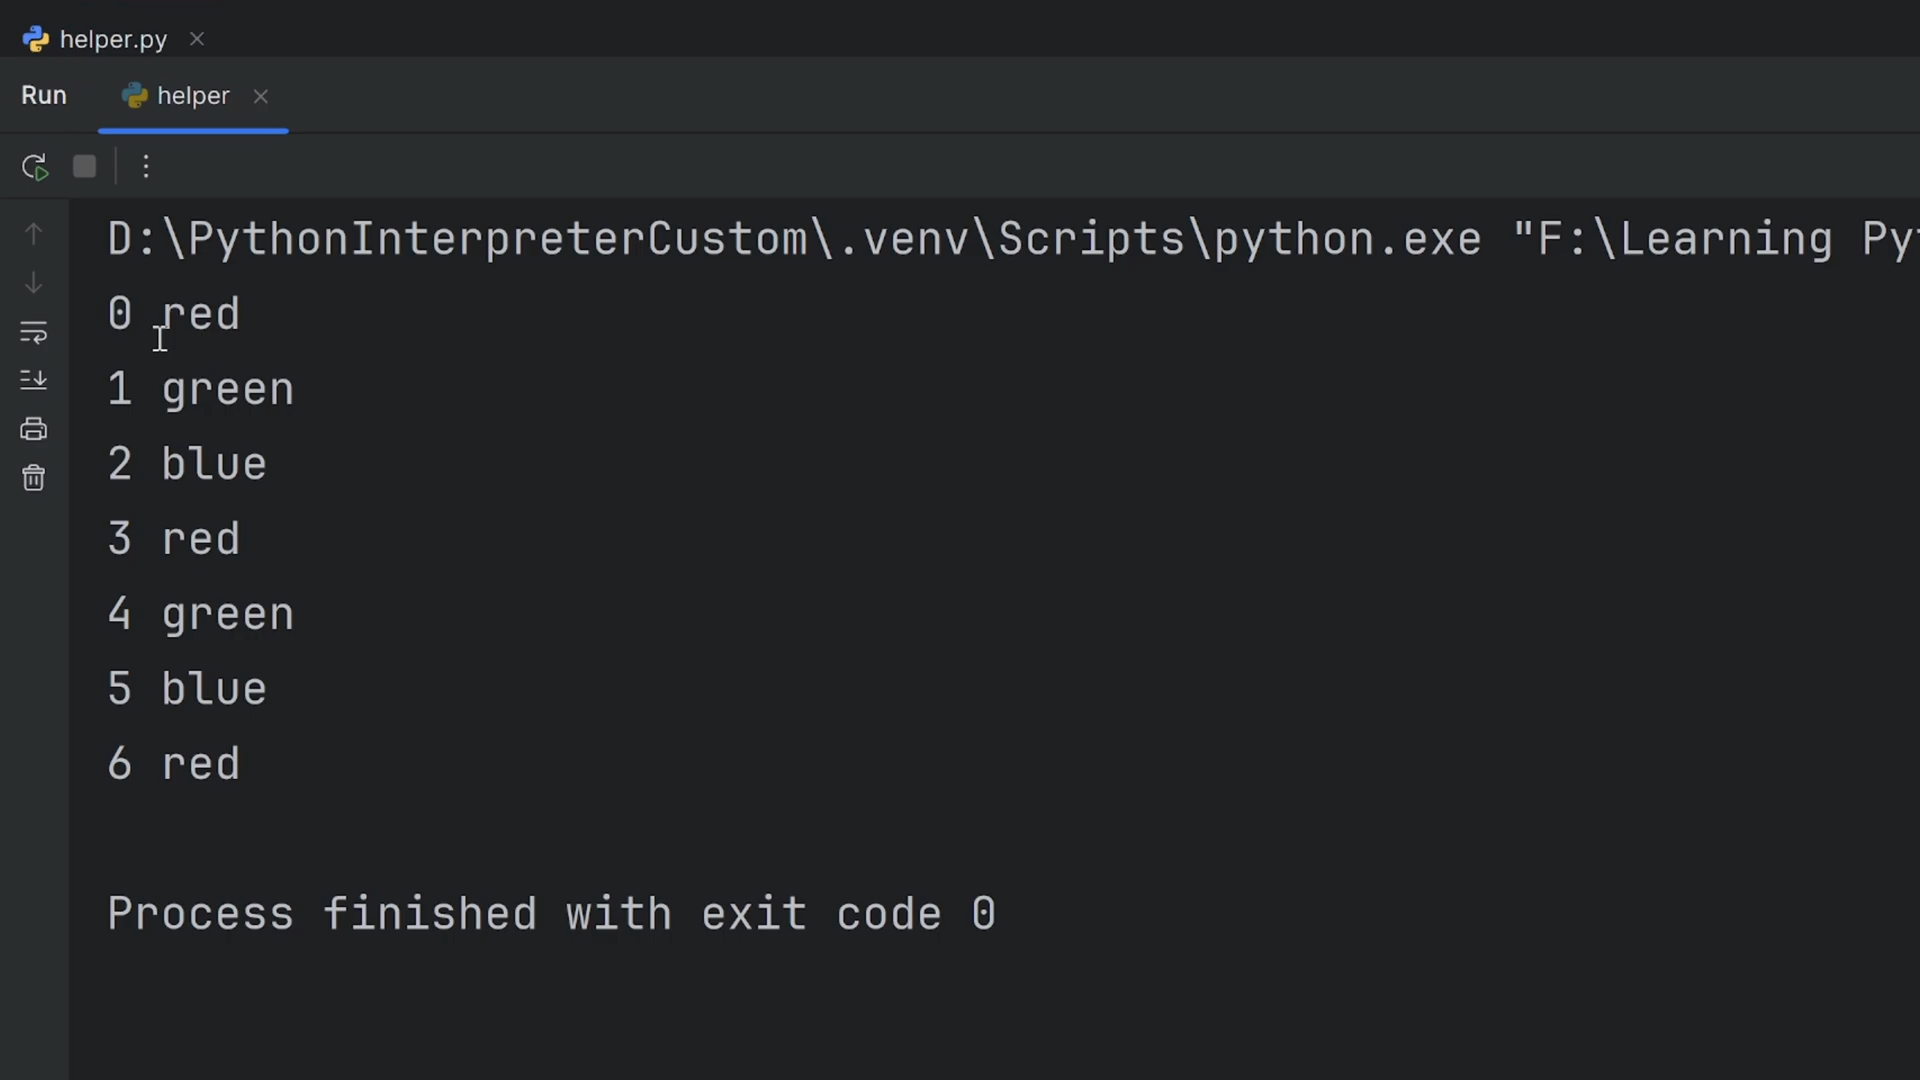 helper.py
Run helper
D:\PythonInterpreterCustom\.venv\Scripts\python.exe "F:\Learning Py
0 red
1 green
2 blue
3 red
4 green
5 blue
6 red
Process finished with exit code 0